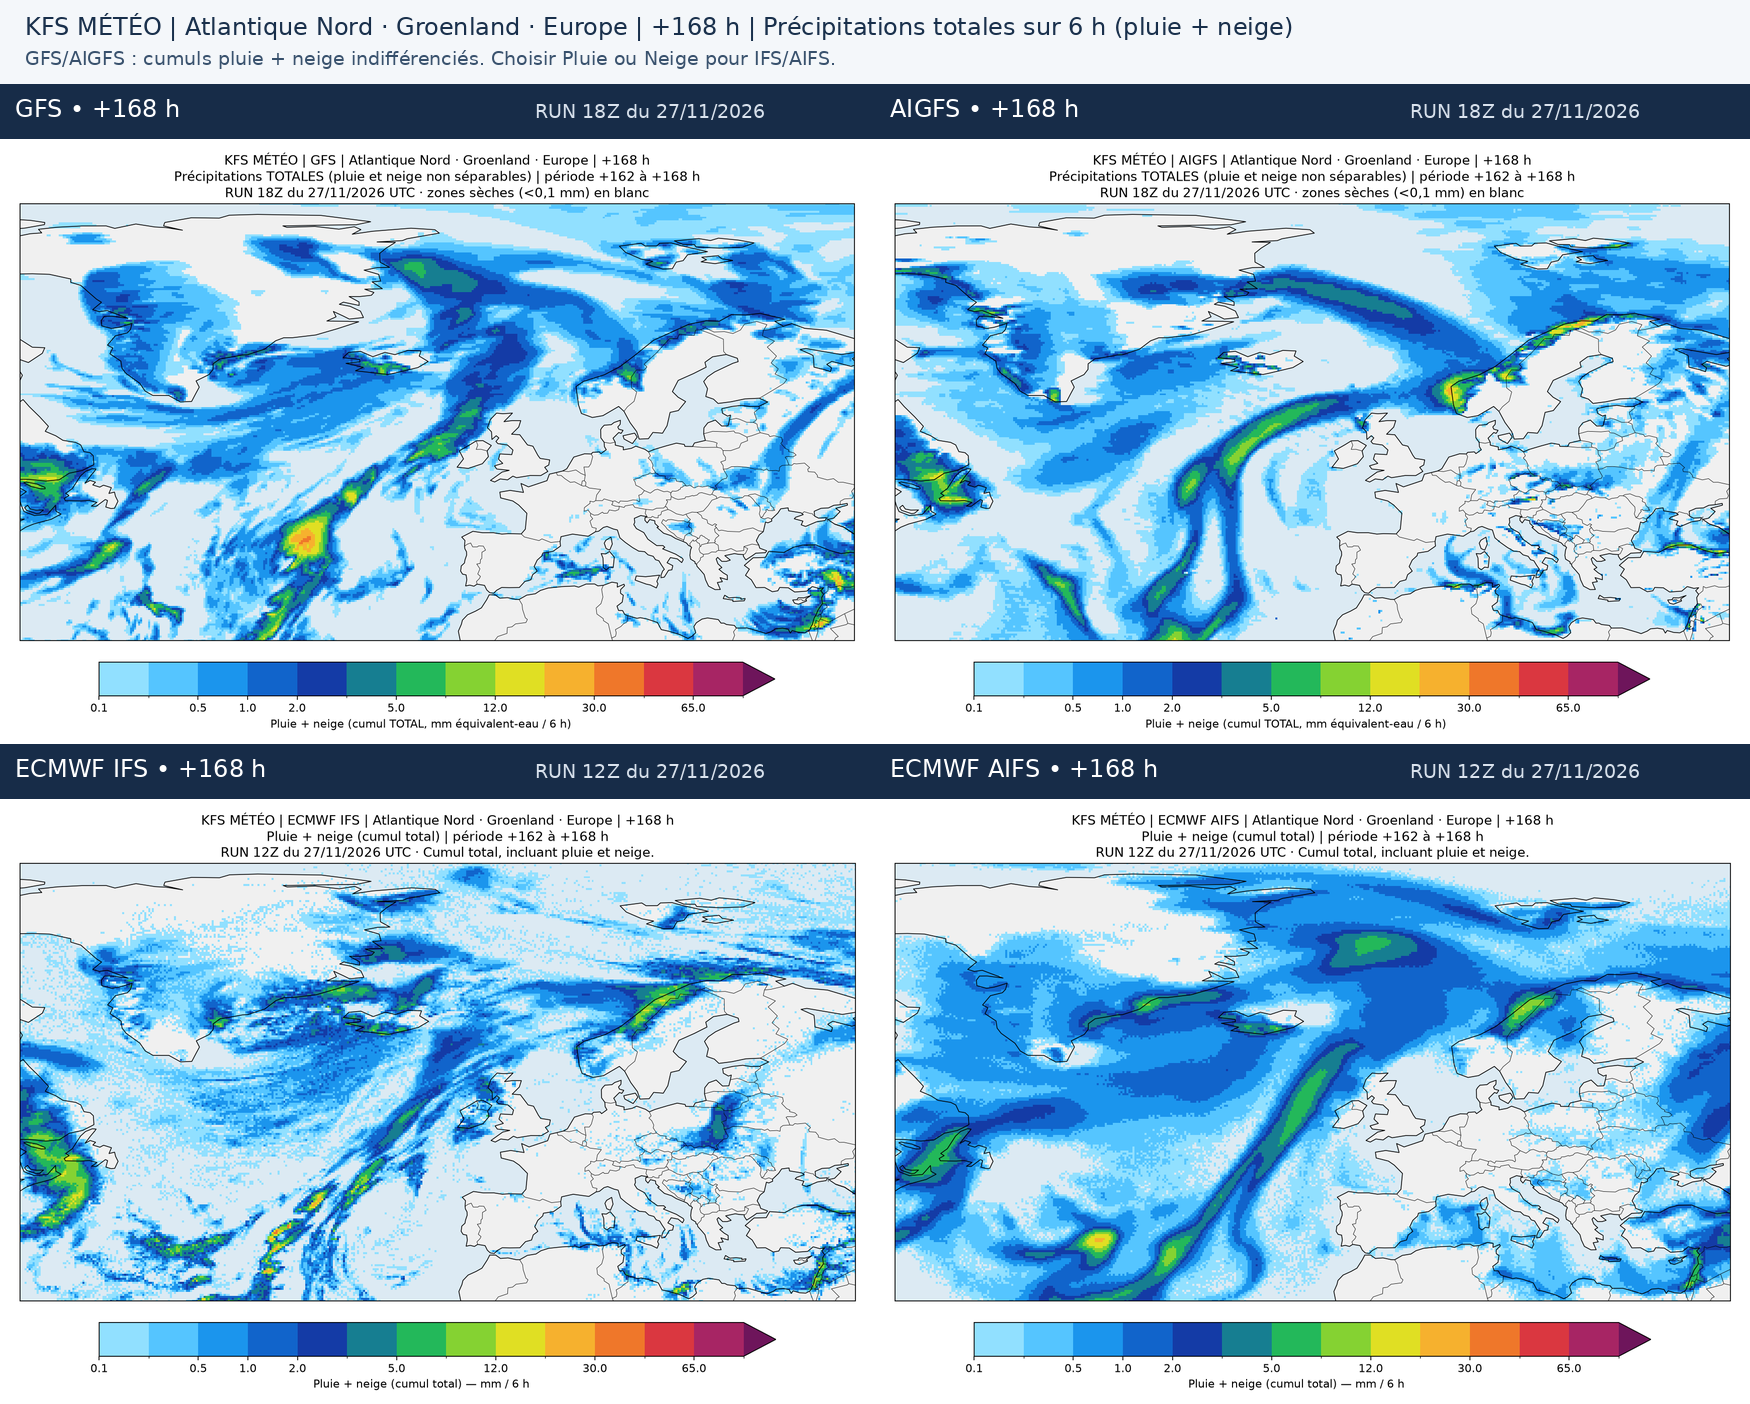 KFS MÉTÉO | Atlantique Nord · Groenland · Europe | +168 h | Précipitations totales sur 6 h (pluie + neige)
GFS/AIGFS : cumuls pluie + neige indifférenciés. Choisir Pluie ou Neige pour IFS/AIFS.
GFS • +168 h
RUN 18Z du 27/11/2026
AIGFS • +168 h
RUN 18Z du 27/11/2026
KFS MÉTÉO | GFS | Atlantique Nord · Groenland · Europe | +168 h
Précipitations TOTALES (pluie et neige non séparables) | période +162 à +168 h
RUN 18Z du 27/11/2026 UTC · zones sèches (<0,1 mm) en blanc
KFS MÉTÉO | AIGFS | Atlantique Nord · Groenland · Europe | +168 h
Précipitations TOTALES (pluie et neige non séparables) | période +162 à +168 h
RUN 18Z du 27/11/2026 UTC · zones sèches (<0,1 mm) en blanc
0.1 0.5 1.0 2.0 5.0 12.0 30.0 65.0
Pluie + neige (cumul TOTAL, mm équivalent-eau / 6 h)
0.1 0.5 1.0 2.0 5.0 12.0 30.0 65.0
Pluie + neige (cumul TOTAL, mm équivalent-eau / 6 h)
ECMWF IFS • +168 h
RUN 12Z du 27/11/2026
ECMWF AIFS • +168 h
RUN 12Z du 27/11/2026
KFS MÉTÉO | ECMWF IFS | Atlantique Nord · Groenland · Europe | +168 h
Pluie + neige (cumul total) | période +162 à +168 h
RUN 12Z du 27/11/2026 UTC · Cumul total, incluant pluie et neige.
KFS MÉTÉO | ECMWF AIFS | Atlantique Nord · Groenland · Europe | +168 h
Pluie + neige (cumul total) | période +162 à +168 h
RUN 12Z du 27/11/2026 UTC · Cumul total, incluant pluie et neige.
0.1 0.5 1.0 2.0 5.0 12.0 30.0 65.0
Pluie + neige (cumul total) — mm / 6 h
0.1 0.5 1.0 2.0 5.0 12.0 30.0 65.0
Pluie + neige (cumul total) — mm / 6 h